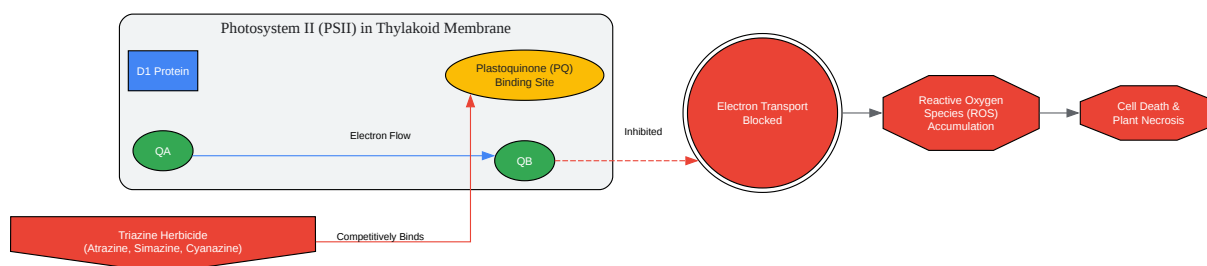 Photosystem II (PSII) in Thylakoid Membrane
D1 Protein
Plastoquinone (PQ)
Binding Site
QA
Electron Flow
QB
Inhibited
Electron Transport
Blocked
Reactive Oxygen
Species (ROS)
Accumulation
Cell Death &
Plant Necrosis
Triazine Herbicide
(Atrazine, Simazine, Cyanazine)
Competitively Binds